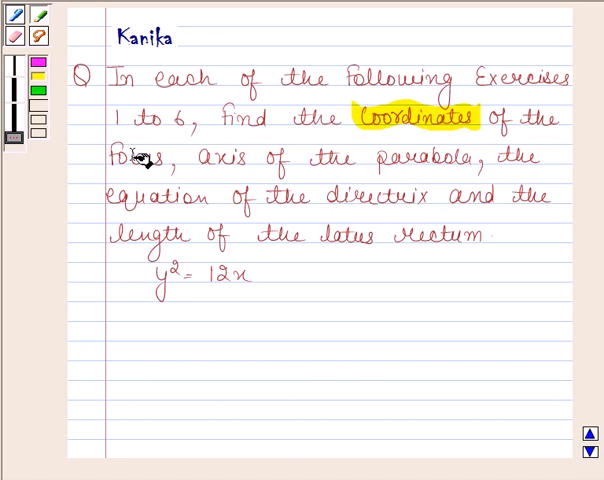 Kanika
Q In each of the following Exercises
1 to 6, find the coordinates of the
focus, axis of the parabola, the
equation of the directrix and the
length of the latus rectum.
y² = 12x